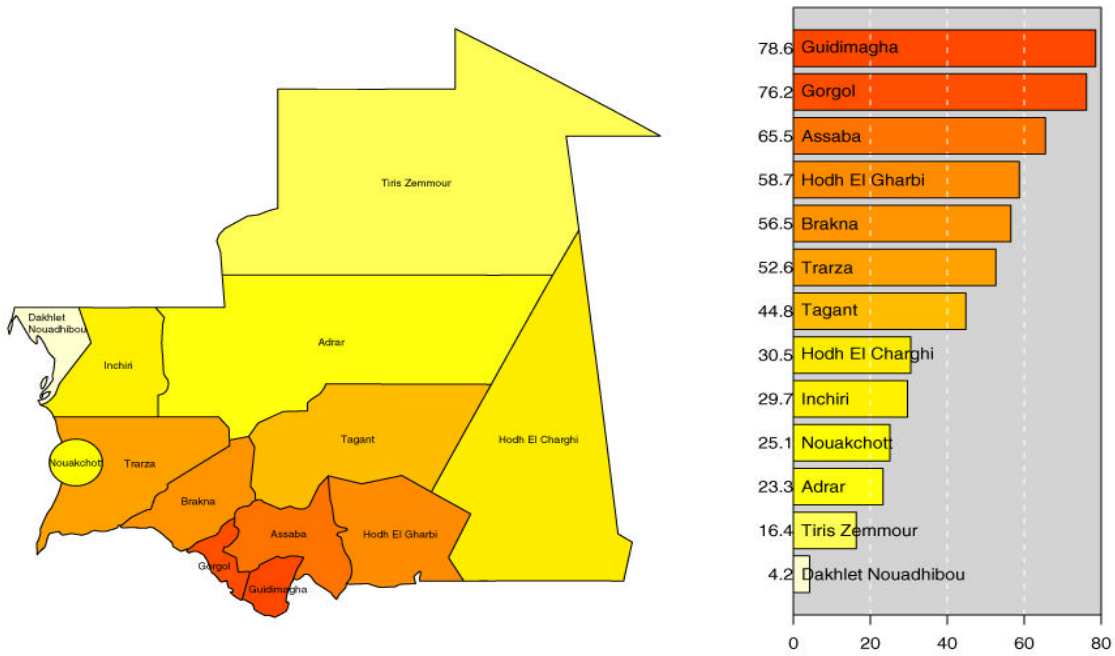 Tiris Zemmour
Dakhlet
Nouadhibou
Inchiri
Adrar
Nouakchott
Trarza
Tagant
Hodh El Charghi
Brakna
Assaba
Hodh El Gharbi
Gorgol
Guidimagha
78.6 Guidimagha
76.2 Gorgol
65.5 Assaba
58.7 Hodh El Gharbi
56.5 Brakna
52.6 Trarza
44.8 Tagant
30.5 Hodh El Charghi
29.7 Inchiri
25.1 Nouakchott
23.3 Adrar
16.4 Tiris Zemmour
4.2 Dakhlet Nouadhibou
0 20 40 60 80